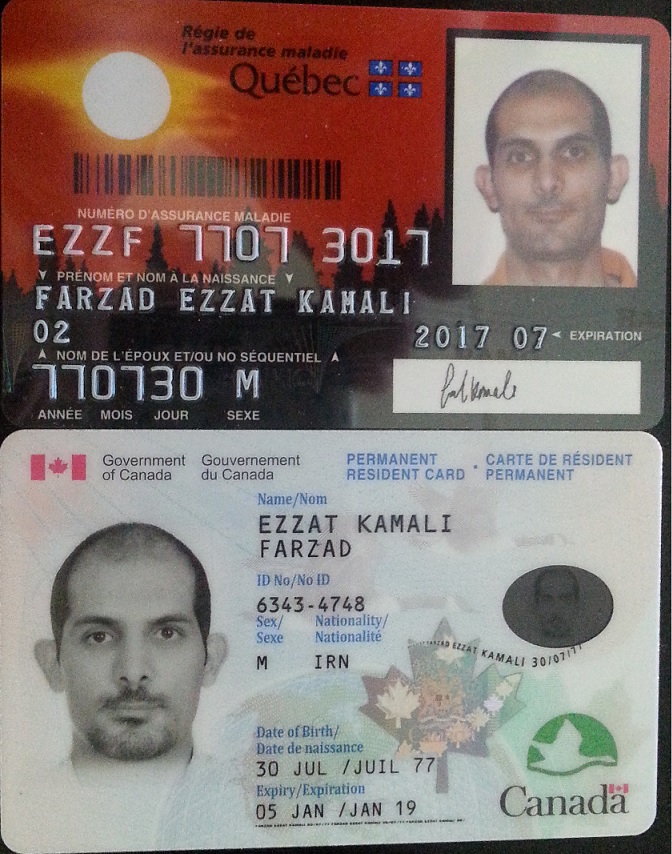 Régie de
l'assurance maladie
Québec
NUMÉRO D'ASSURANCE MALADIE
EZZF 7707 3017
PRÉNOM ET NOM À LA NAISSANCE
FARZAD EZZAT KAMALI
02
2017 07 EXPIRATION
NOM DE L'ÉPOUX ET/OU NO SÉQUENTIEL
770730 M
ANNÉE MOIS JOUR SEXE
Government of Canada
Gouvernement du Canada
PERMANENT RESIDENT CARD
CARTE DE RÉSIDENT PERMANENT
Name/Nom
EZZAT KAMALI
FARZAD
ID No/No ID
6343-4748
Sex/Sexe
Nationality/Nationalité
M IRN
FARZAD EZZAT KAMALI 30/07/77
Date of Birth/
Date de naissance
30 JUL /JUIL 77
Expiry/Expiration
05 JAN /JAN 19
Canada